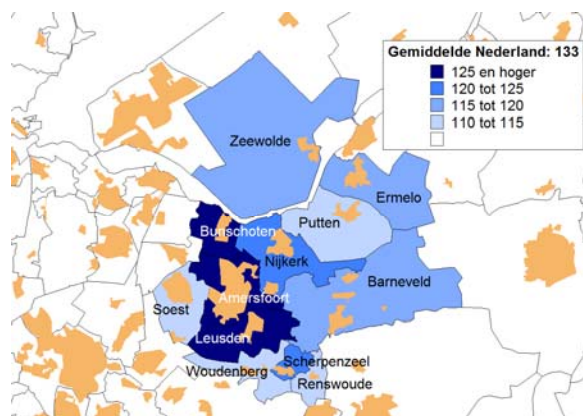 Gemiddelde Nederland: 133
125 en hoger
120 tot 125
115 tot 120
110 tot 115
Zeewolde
Ermelo
Putten
Bunschoten
Nijkerk
Barneveld
Amersfoort
Soest
Leusden
Scherpenzeel
Woudenberg
Renswoude